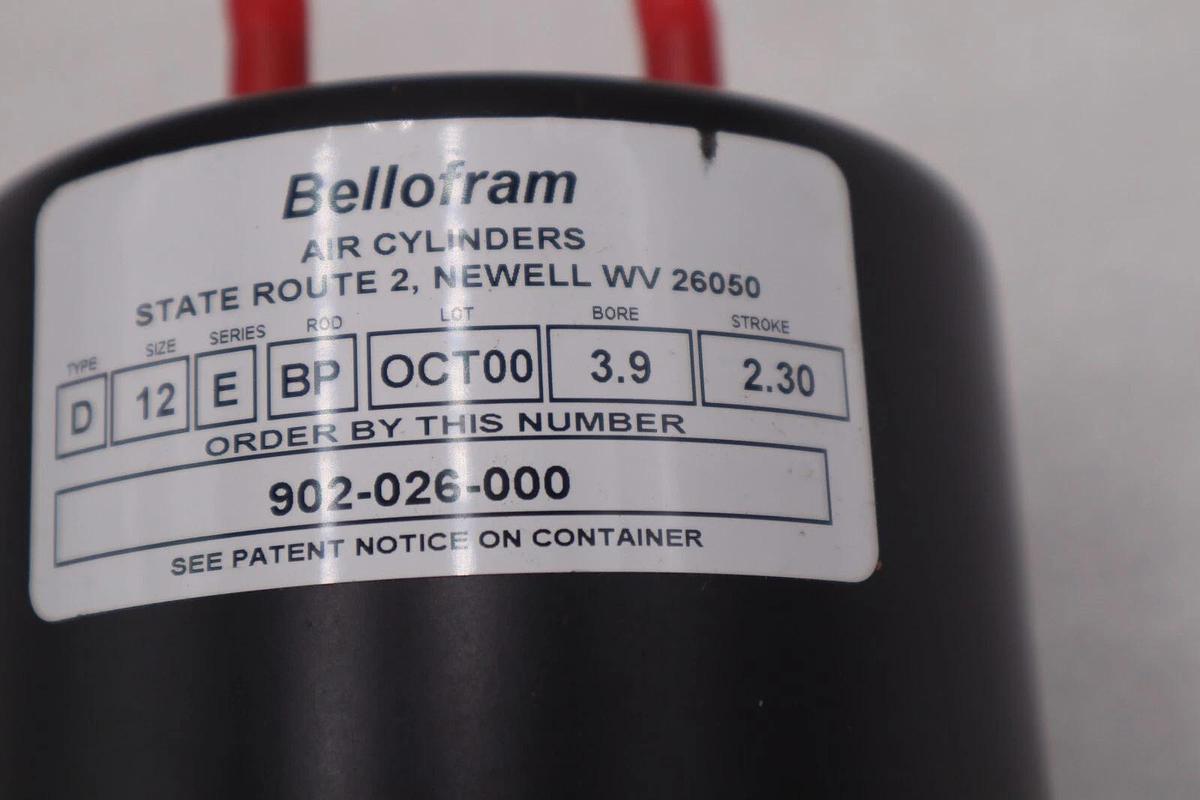 Bellofram
AIR CYLINDERS
STATE ROUTE 2, NEWELL WV 26050
TYPE SIZE SERIES ROD LOT BORE STROKE
D 12 E BP OCT00 3.9 2.30
ORDER BY THIS NUMBER
902-026-000
SEE PATENT NOTICE ON CONTAINER